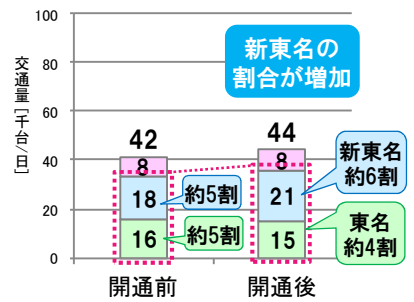 新東名の
割合が増加
交通量[千台/日]
100
80
60
40
20
0
42
8
18
16
約5割
約5割
44
8
21
15
新東名
約6割
東名
約4割
開通前
開通後